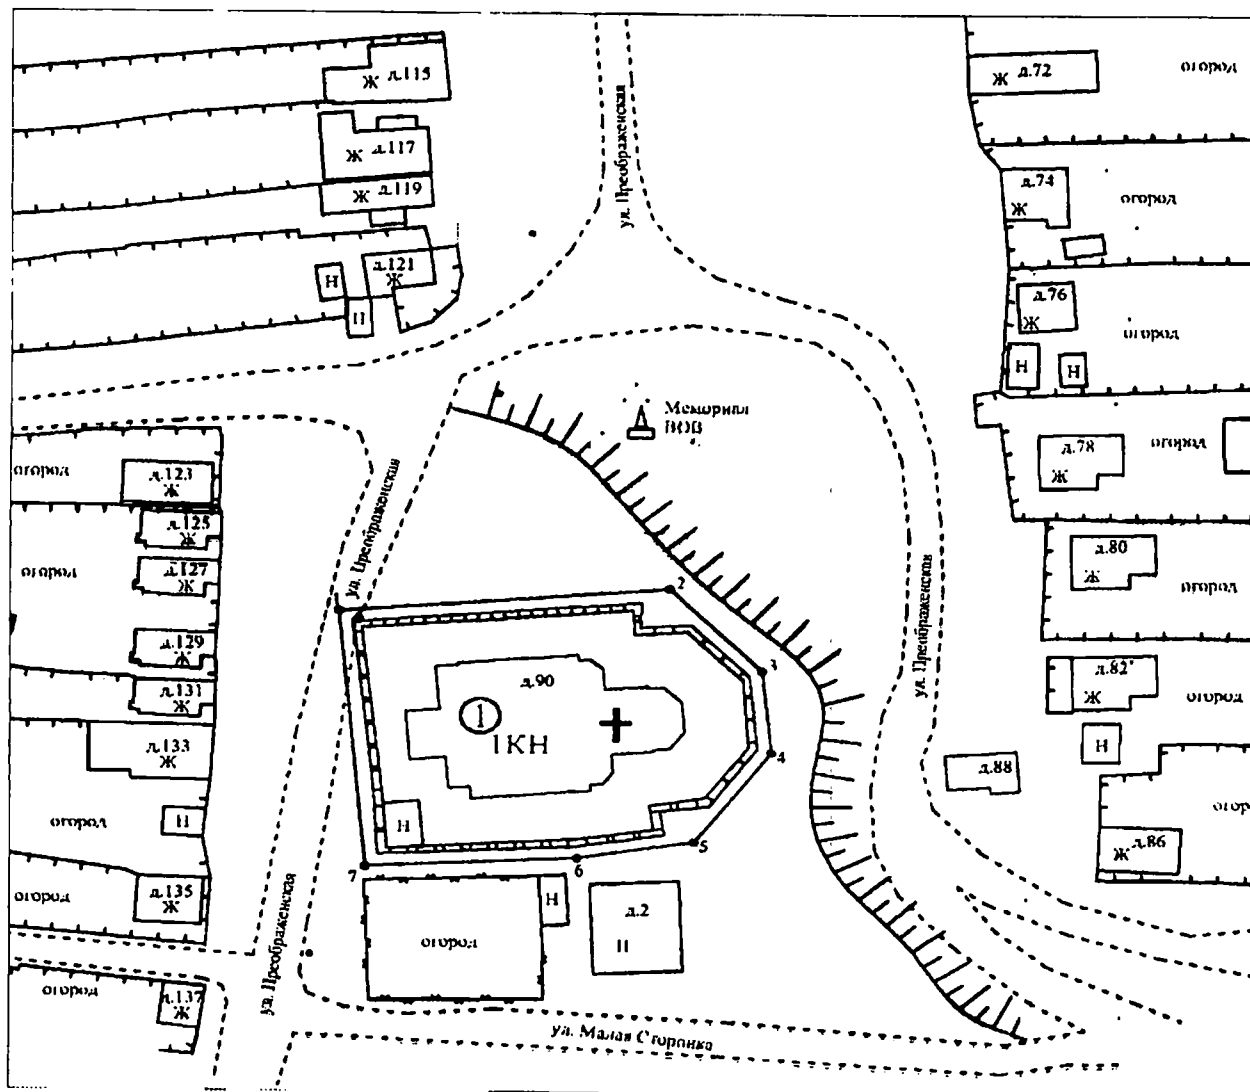 ж д.115
ж д.117
ж д.119
д.121
ж
Н
Н
ул. Преображенская
ж д.72
огород
д.74
ж
огород
д.76
ж
огород
Н
Н
д.78
ж
огород
д.80
ж
огород
д.82
ж
огород
Н
д.88
ж д.86
Мемориал
ВОВ
огород
д.123
ж
д.125
ж
огород
д.127
ж
д.129
ж
д.131
ж
д.133
ж
огород
Н
огород
д.135
ж
огород
д.137
ж
ул. Преображенская
ул. Преображенская
2
3
4
5
6
7
д.90
1
1КН
Н
Н
огород
д.2
ул. Преображенская
ул. Малая Сторонка